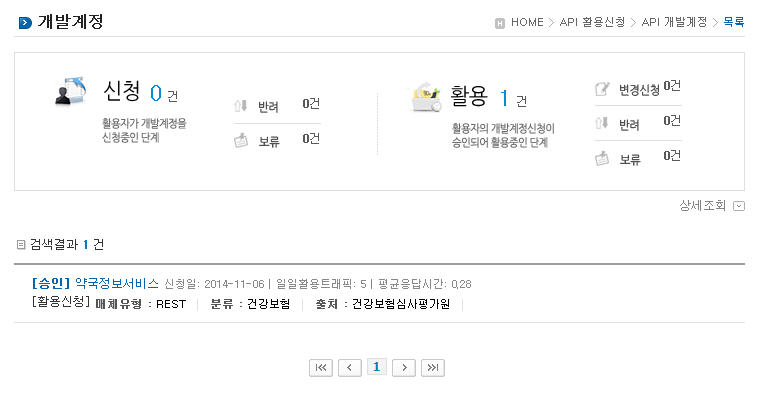 개발계정
HOME > API 활용신청 > API 개발계정 > 목록
신청 0 건
활용자가 개발계정을
신청중인 단계
반려 0건
보류 0건
활용 1 건
활용자의 개발계정신청이
승인되어 활용중인 단계
변경신청 0건
반려 0건
보류 0건
상세조회
검색결과 1 건
[승인] 약국정보서비스 신청일: 2014-11-06 | 일일활용트래픽: 5 | 평균응답시간: 0,28
[활용신청] 매체유형 : REST | 분류 : 건강보험 | 출처 : 건강보험심사평가원 |
1